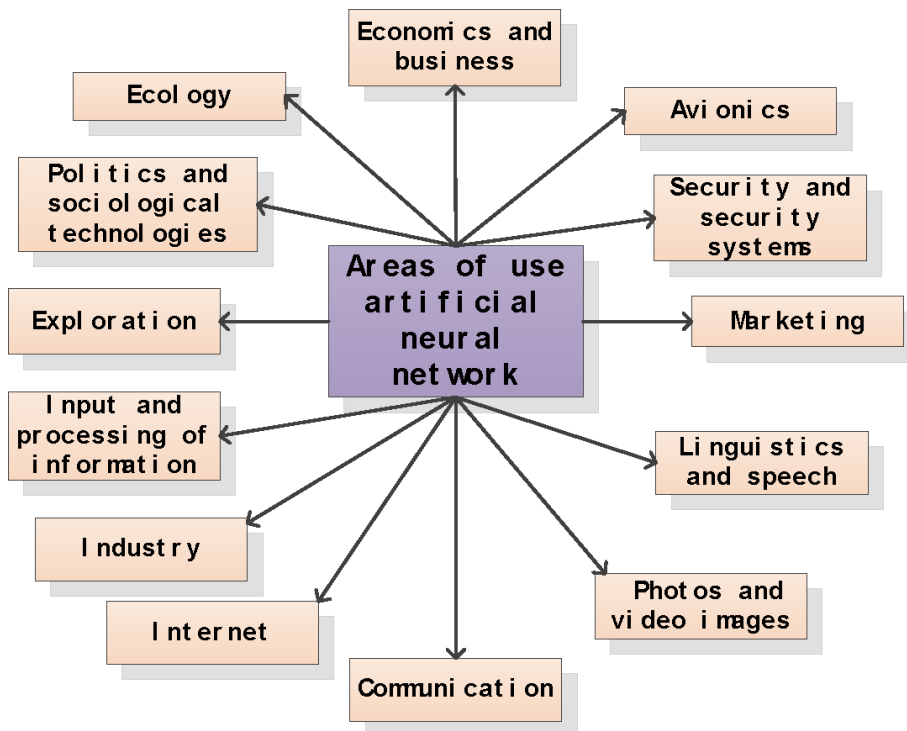 Economics and
business
Ecology
Avionics
Politics and
sociological
technologies
Security and
security
systems
Areas of use
artificial
neural
network
Exploration
Marketing
Input and
processing of
information
Linguistics
and speech
Industry
Photos and
video images
Internet
Communication